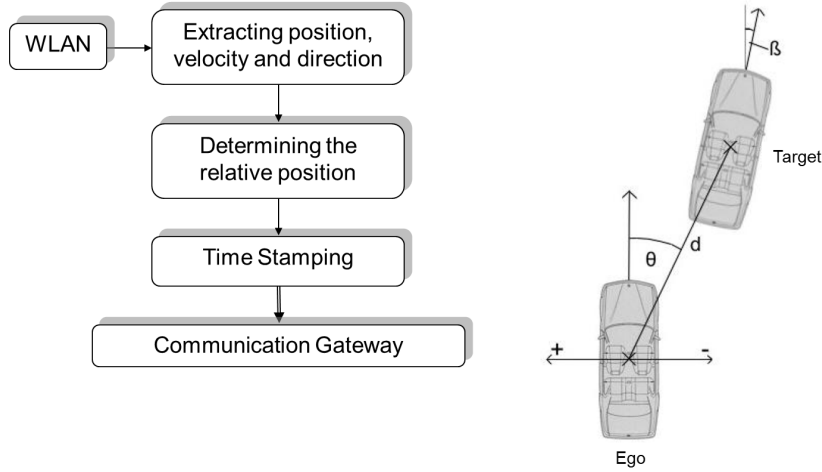 WLAN
Extracting position,
velocity and direction
Determining the
relative position
Time Stamping
Communication Gateway
ß
Target
d
θ
+
-
Ego